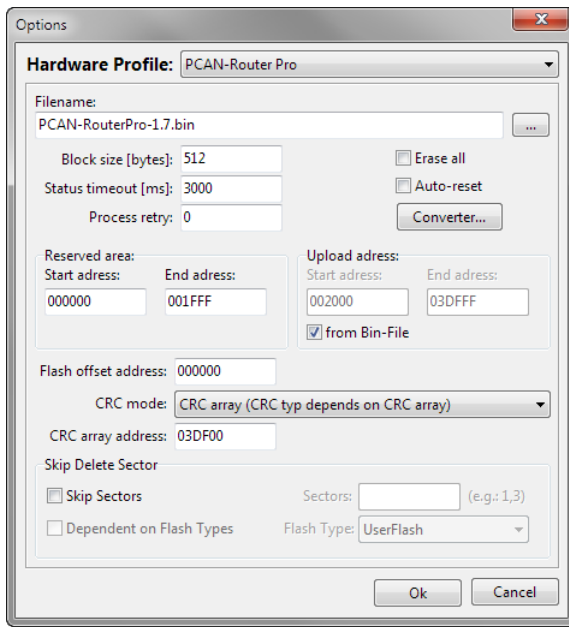 Options
Hardware Profile: PCAN-Router Pro
Filename:
PCAN-RouterPro-1.7.bin ...
Block size [bytes]: 512 Erase all
Status timeout [ms]: 3000 Auto-reset
Process retry: 0 Converter...
Reserved area: Upload adress:
Start adress: End adress: Start adress: End adress:
000000 001FFF 002000 03DFFF
from Bin-File
Flash offset address: 000000
CRC mode: CRC array (CRC typ depends on CRC array)
CRC array address: 03DF00
Skip Delete Sector
Skip Sectors Sectors: (e.g.: 1,3)
Dependent on Flash Types Flash Type: UserFlash
Ok Cancel